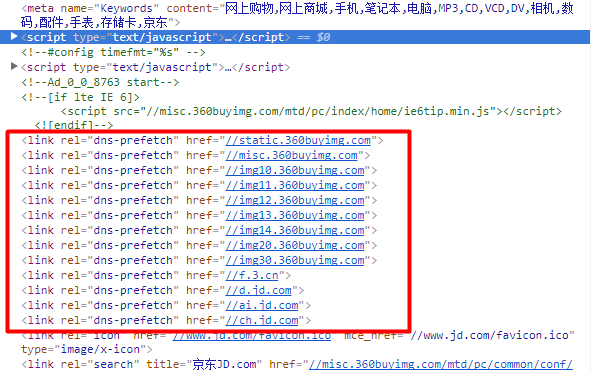 <meta name="Keywords" content="网上购物,网上商城,手机,笔记本,电脑,MP3,CD,VCD,DV,相机,数
码,配件,手表,存储卡,京东">
▶<script type="text/javascript">…</script> == $0
<!--#config timefmt="%s" -->
▶<script type="text/javascript">…</script>
<!--Ad_0_0_8763 start-->
<!--[if lte IE 6]>
<script src="//misc.360buyimg.com/mtd/pc/index/home/ie6tip.min.js"></script>
<![endif]-->
<link rel="dns-prefetch" href="//static.360buyimg.com">
<link rel="dns-prefetch" href="//misc.360buyimg.com">
<link rel="dns-prefetch" href="//img10.360buyimg.com">
<link rel="dns-prefetch" href="//img11.360buyimg.com">
<link rel="dns-prefetch" href="//img12.360buyimg.com">
<link rel="dns-prefetch" href="//img13.360buyimg.com">
<link rel="dns-prefetch" href="//img14.360buyimg.com">
<link rel="dns-prefetch" href="//img20.360buyimg.com">
<link rel="dns-prefetch" href="//img30.360buyimg.com">
<link rel="dns-prefetch" href="//f.3.cn">
<link rel="dns-prefetch" href="//d.jd.com">
<link rel="dns-prefetch" href="//ai.jd.com">
<link rel="dns-prefetch" href="//ch.jd.com">
<link rel="icon" href="//www.jd.com/favicon.ico" mce_href="//www.jd.com/favicon.ico"
type="image/x-icon">
<link rel="search" title="京东JD.com" href="//misc.360buyimg.com/mtd/pc/common/conf/